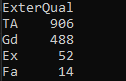 ExterQual
TA    906
Gd    488
Ex     52
Fa     14